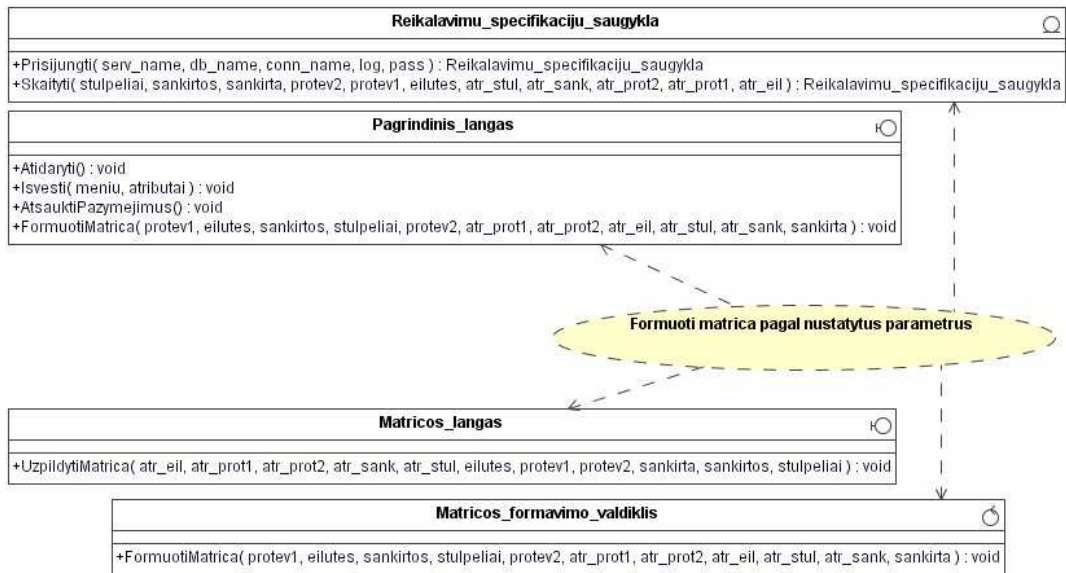 Reikalavimu_specifikaciju_saugykla
+Prisijungti( serv_name, db_name, conn_name, log, pass ) : Reikalavimu_specifikaciju_saugykla
+Skaityti( stulpeliai, sankirtos, sankirta, protev2, protev1, eilutes, atr_stul, atr_sank, atr_prot2, atr_prot1, atr_eil ) : Reikalavimu_specifikaciju_saugykla
Pagrindinis_langas
+Atidaryti() : void
+Isvesti( meniu, atributai ) : void
+AtsauktiPazymejimus() : void
+FormuotiMatrica( protev1, eilutes, sankirtos, stulpeliai, protev2, atr_prot1, atr_prot2, atr_eil, atr_stul, atr_sank, sankirta ) : void
Formuoti matrica pagal nustatytus parametrus
Matricos_langas
+UzpildytiMatrica( atr_eil, atr_prot1, atr_prot2, atr_sank, atr_stul, eilutes, protev1, protev2, sankirta, sankirtos, stulpeliai ) : void
Matricos_formavimo_valdiklis
+FormuotiMatrica( protev1, eilutes, sankirtos, stulpeliai, protev2, atr_prot1, atr_prot2, atr_eil, atr_stul, atr_sank, sankirta ) : void